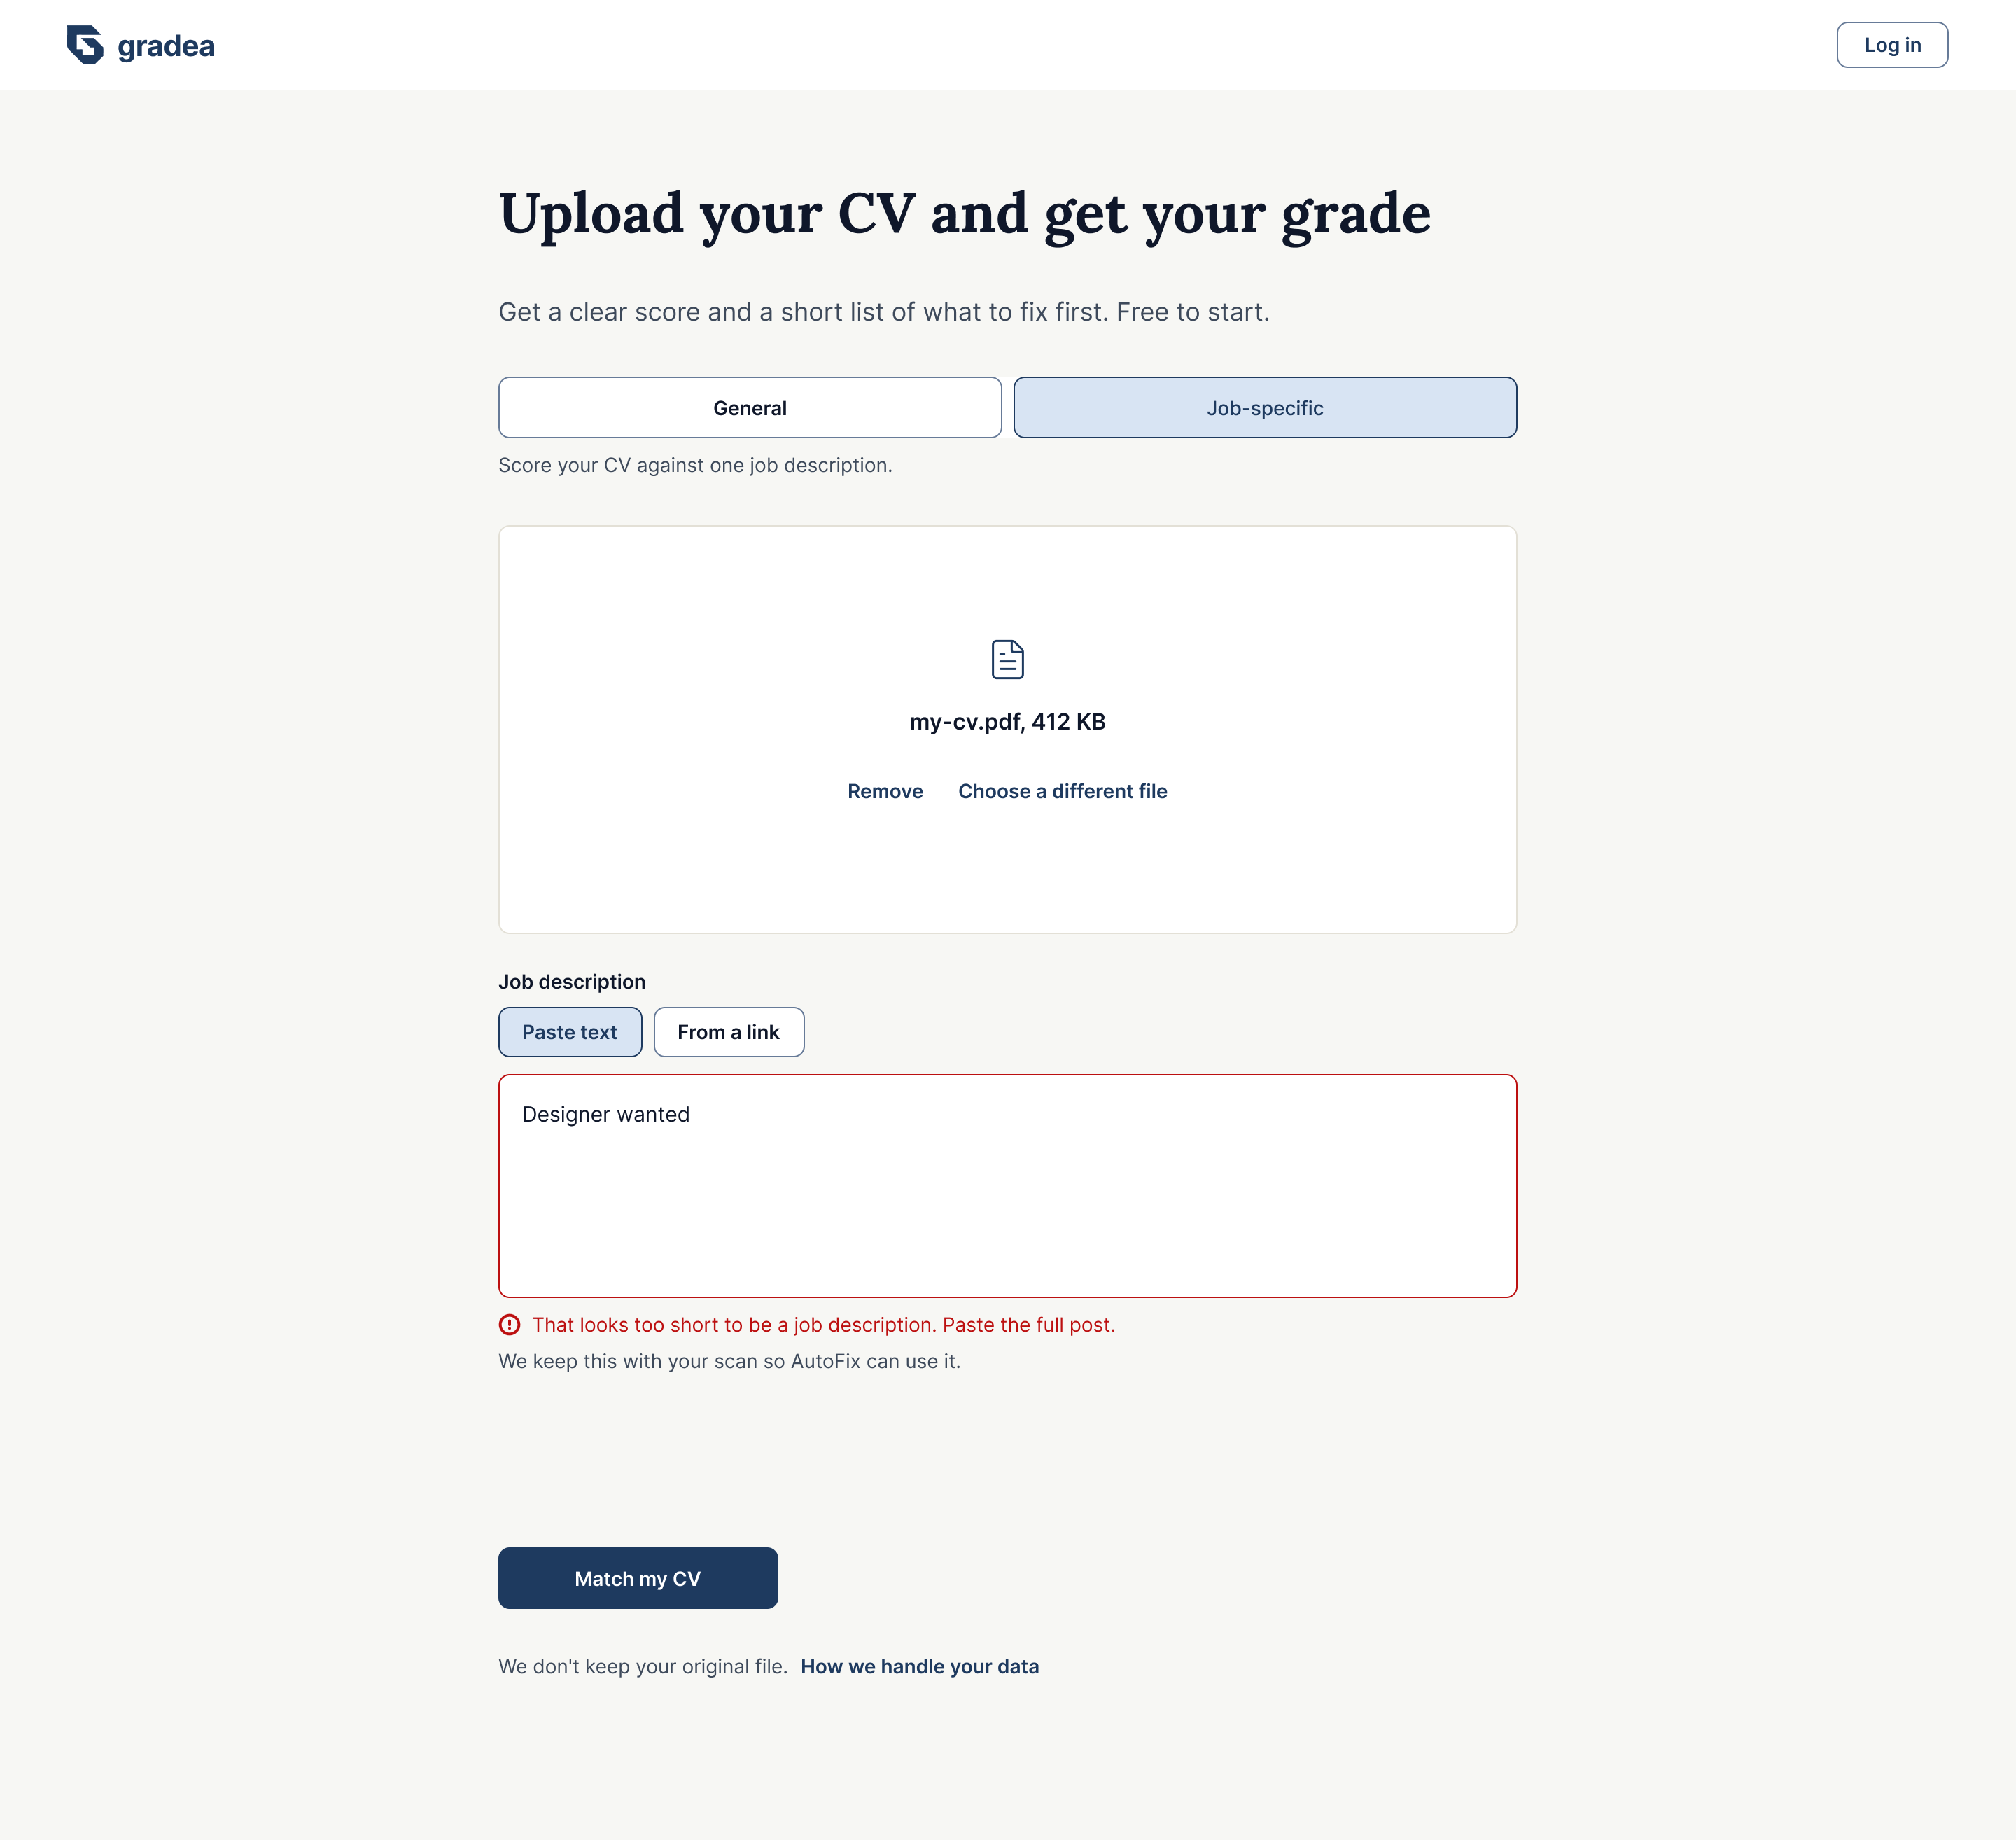 gradea
Log in
Upload your CV and get your grade
Get a clear score and a short list of what to fix first. Free to start.
General
Job-specific
Score your CV against one job description.
my-cv.pdf, 412 KB
Remove
Choose a different file
Job description
Paste text
From a link
Designer wanted
That looks too short to be a job description. Paste the full post.
We keep this with your scan so AutoFix can use it.
Match my CV
We don't keep your original file. How we handle your data